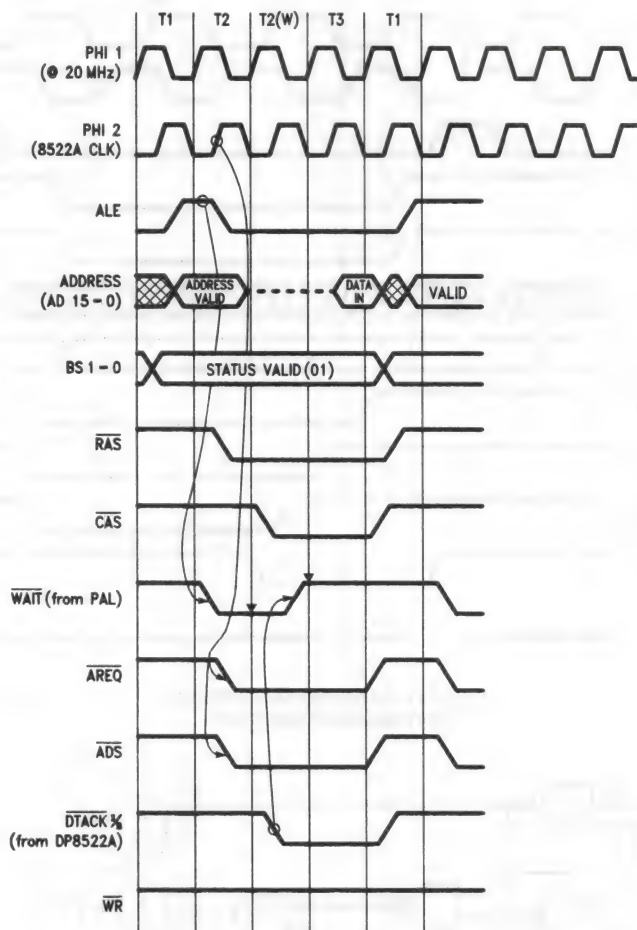 T1 T2 T2(W) T3 T1
PHI 1
(@ 20 MHz)
PHI 2
(8522A CLK)
ALE
ADDRESS
(AD 15-0)
ADDRESS
VALID
DATA
IN
VALID
BS 1-0
STATUS VALID (01)
RAS
CAS
WAIT (from PAL)
AREQ
ADS
DTACK ½
(from DP8522A)
WR